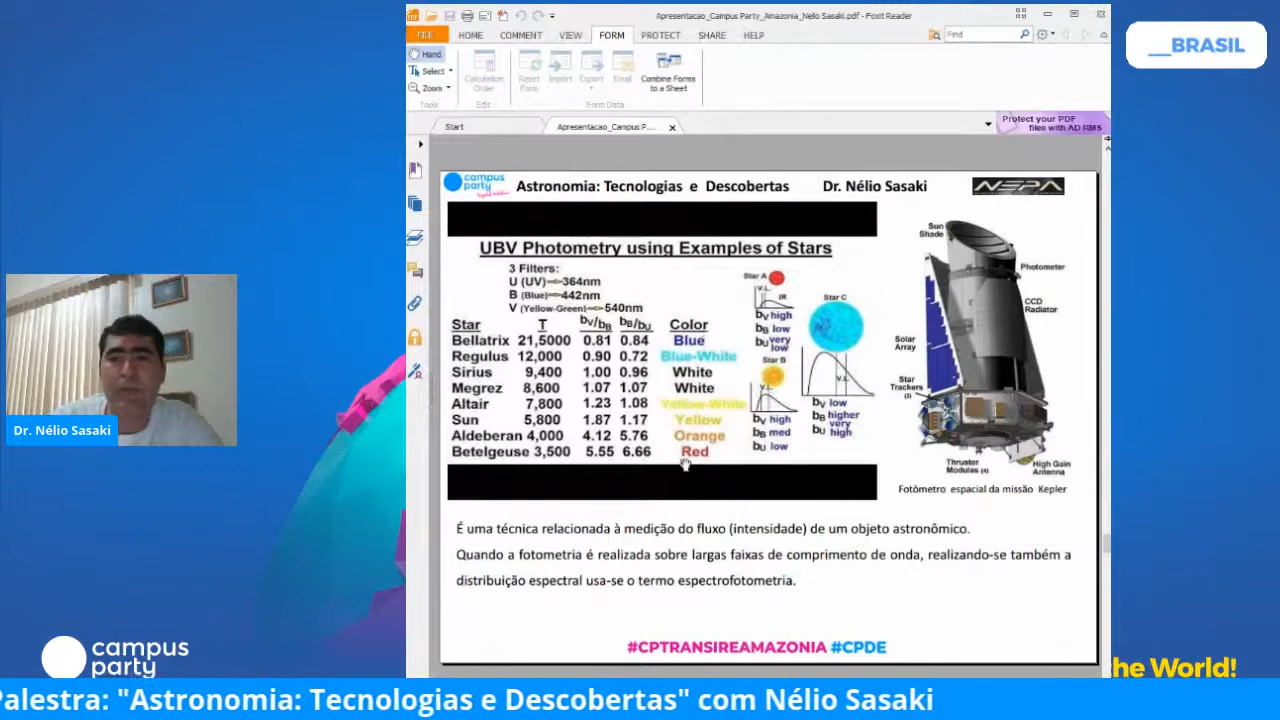 Apresentacao_Campus Party_Amazonia_Nelio Sasaki.pdf - Foxit Reader
FILE HOME COMMENT VIEW FORM PROTECT SHARE HELP
Find
Hand
Select
Zoom
Tools
Calculation Order
Edit
Reset Form
Import
Export
Email
Combine Forms to a Sheet
Form Data
Start
Apresentacao_Campus P...
Protect your PDF
files with AD RMS
__BRASIL
campus
party
Astronomia: Tecnologias e Descobertas Dr. Nélio Sasaki
NEPA
UBV Photometry using Examples of Stars
3 Filters:
U (UV)⇒364nm
B (Blue)⇒442nm
V (Yellow-Green)⇒540nm
Star T bV/bB bB/bU Color
Bellatrix 21,5000 0.81 0.84 Blue
Regulus 12,000 0.90 0.72 Blue-White
Sirius 9,400 1.00 0.96 White
Megrez 8,600 1.07 1.07 White
Altair 7,800 1.23 1.08 Yellow-White
Sun 5,800 1.87 1.17 Yellow
Aldeberan 4,000 4.12 5.76 Orange
Betelgeuse 3,500 5.55 6.66 Red
Star A
V.L.
IR
bV high
bB low
bU very low
Star B
V.L.
bV high
bB med
bU low
Star C
V.L.
bV low
bB higher
bU very high
Sun Shade
Photometer
CCD Radiator
Solar Array
Star Trackers (2)
Thruster Modules (4)
High Gain Antenna
Fotômetro espacial da missão Kepler
É uma técnica relacionada à medição do fluxo (intensidade) de um objeto astronômico.
Quando a fotometria é realizada sobre largas faixas de comprimento de onda, realizando-se também a
distribuição espectral usa-se o termo espectrofotometria.
#CPTRANSIREAMAZONIA #CPDE
Dr. Nélio Sasaki
campus
party
the World!
Palestra: "Astronomia: Tecnologias e Descobertas" com Nélio Sasaki